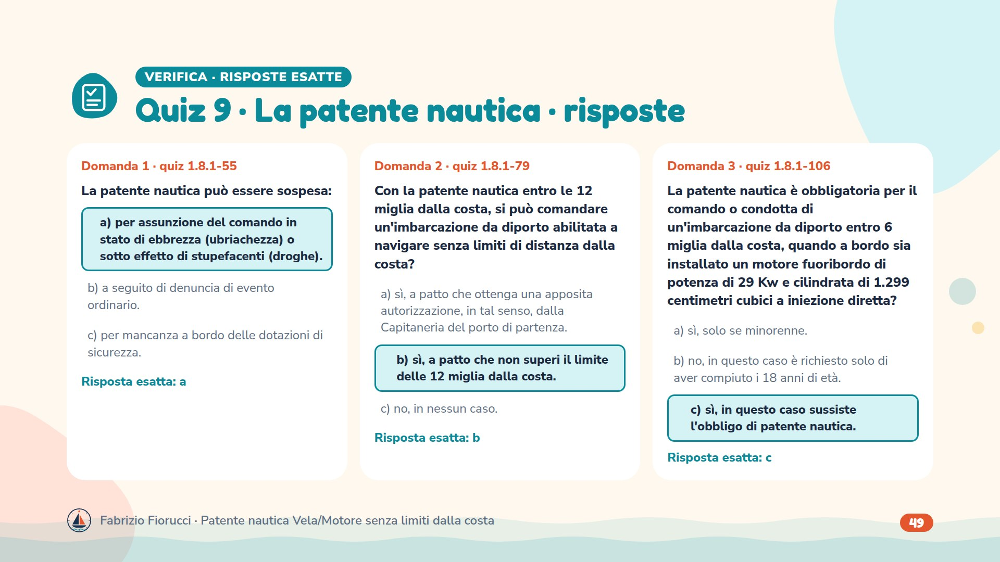 VERIFICA · RISPOSTE ESATTE
Quiz 9 · La patente nautica · risposte
Domanda 1 · quiz 1.8.1-55
La patente nautica può essere sospesa:
a) per assunzione del comando in
stato di ebbrezza (ubriachezza) o
sotto effetto di stupefacenti (droghe).
b) a seguito di denuncia di evento
ordinario.
c) per mancanza a bordo delle dotazioni di
sicurezza.
Risposta esatta: a
Domanda 2 · quiz 1.8.1-79
Con la patente nautica entro le 12
miglia dalla costa, si può comandare
un'imbarcazione da diporto abilitata a
navigare senza limiti di distanza dalla
costa?
a) sì, a patto che ottenga una apposita
autorizzazione, in tal senso, dalla
Capitaneria del porto di partenza.
b) sì, a patto che non superi il limite
delle 12 miglia dalla costa.
c) no, in nessun caso.
Risposta esatta: b
Domanda 3 · quiz 1.8.1-106
La patente nautica è obbligatoria per il
comando o condotta di
un'imbarcazione da diporto entro 6
miglia dalla costa, quando a bordo sia
installato un motore fuoribordo di
potenza di 29 Kw e cilindrata di 1.299
centimetri cubici a iniezione diretta?
a) sì, solo se minorenne.
b) no, in questo caso è richiesto solo di
aver compiuto i 18 anni di età.
c) sì, in questo caso sussiste
l'obbligo di patente nautica.
Risposta esatta: c
Fabrizio Fiorucci · Patente nautica Vela/Motore senza limiti dalla costa
49